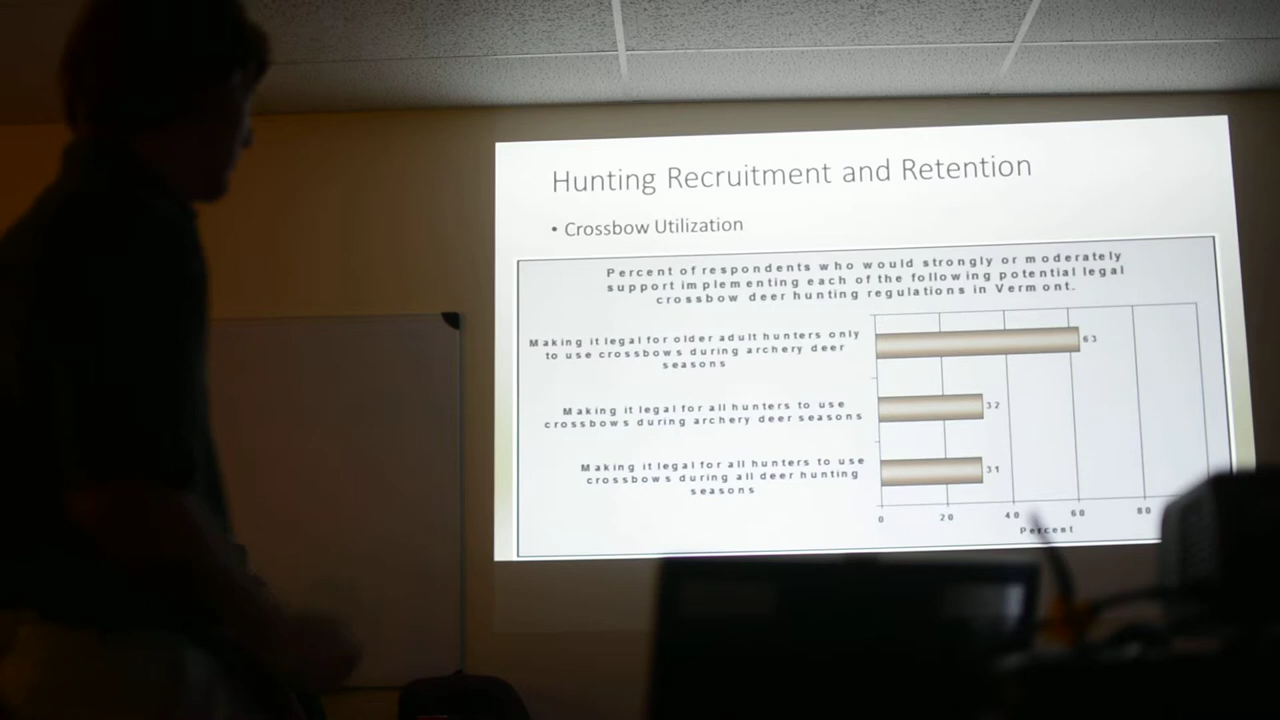 Hunting Recruitment and Retention
• Crossbow Utilization
Percent of respondents who would strongly or moderately
support implementing each of the following potential legal
crossbow deer hunting regulations in Vermont.
Making it legal for older adult hunters only
to use crossbows during archery deer
seasons
63
Making it legal for all hunters to use
crossbows during archery deer seasons
32
Making it legal for all hunters to use
crossbows during all deer hunting
seasons
31
0 20 40 60 80
Percent